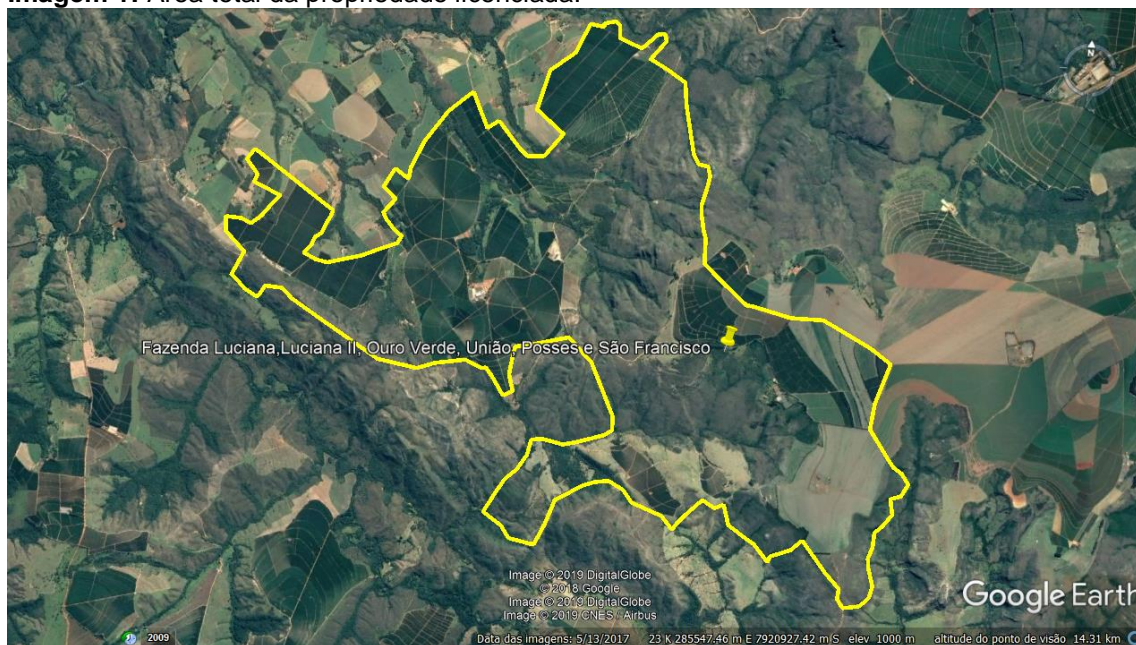 Imagem 1: Área total da propriedade licenciada.
N
Fazenda Luciana,Luciana II, Ouro Verde, União, Posses e São Francisco
Image © 2019 DigitalGlobe
© 2018 Google
Image © 2019 DigitalGlobe
Image © 2019 CNES / Airbus
Google Earth
2009
Data das imagens: 5/13/2017 23 K 285547.46 m E 7920927.42 m S elev 1000 m altitude do ponto de visão 14.31 km